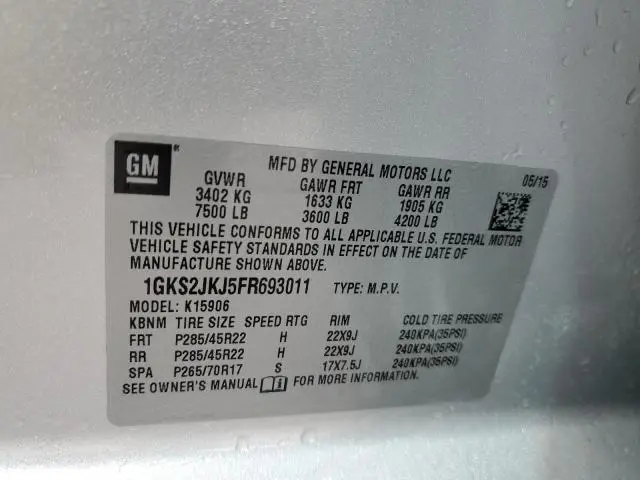 GM
MFD BY GENERAL MOTORS LLC
05/15
GVWR GAWR FRT GAWR RR
3402 KG 1633 KG 1905 KG
7500 LB 3600 LB 4200 LB
THIS VEHICLE CONFORMS TO ALL APPLICABLE U.S. FEDERAL MOTOR
VEHICLE SAFETY STANDARDS IN EFFECT ON THE DATE OF
MANUFACTURE SHOWN ABOVE.
1GKS2JKJ5FR693011 TYPE: M.P.V.
MODEL: K15906
KBNM TIRE SIZE SPEED RTG RIM COLD TIRE PRESSURE
FRT P285/45R22 H 22X9J 240KPA(35PSI)
RR P285/45R22 H 22X9J 240KPA(35PSI)
SPA P265/70R17 S 17X7.5J 240KPA(35PSI)
SEE OWNER'S MANUAL FOR MORE INFORMATION.